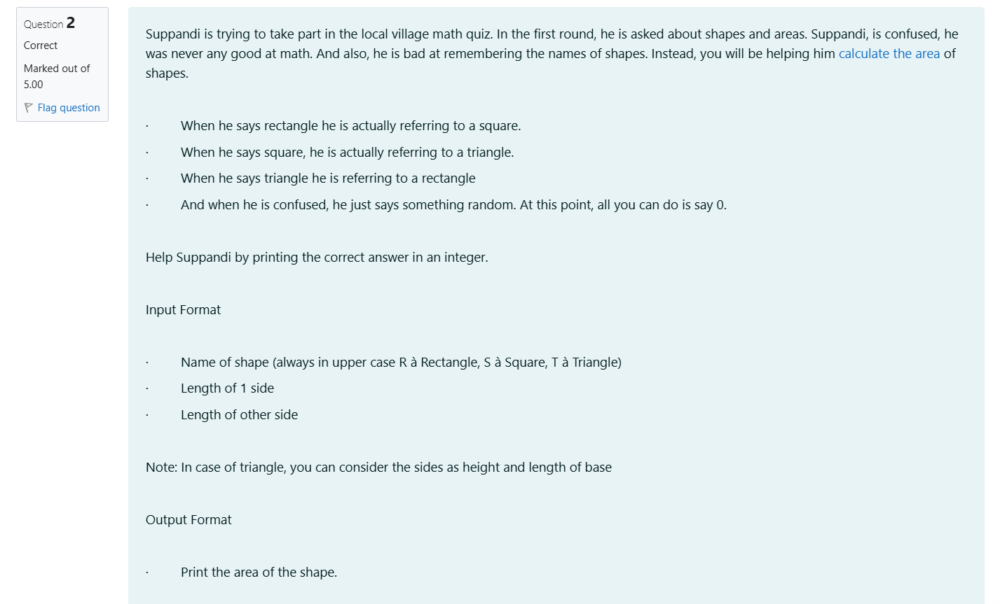 Question 2
Correct
Marked out of
5.00
Flag question
Suppandi is trying to take part in the local village math quiz. In the first round, he is asked about shapes and areas. Suppandi, is confused, he
was never any good at math. And also, he is bad at remembering the names of shapes. Instead, you will be helping him calculate the area of
shapes.
· When he says rectangle he is actually referring to a square.
· When he says square, he is actually referring to a triangle.
· When he says triangle he is referring to a rectangle
· And when he is confused, he just says something random. At this point, all you can do is say 0.
Help Suppandi by printing the correct answer in an integer.
Input Format
· Name of shape (always in upper case R à Rectangle, S à Square, T à Triangle)
· Length of 1 side
· Length of other side
Note: In case of triangle, you can consider the sides as height and length of base
Output Format
· Print the area of the shape.